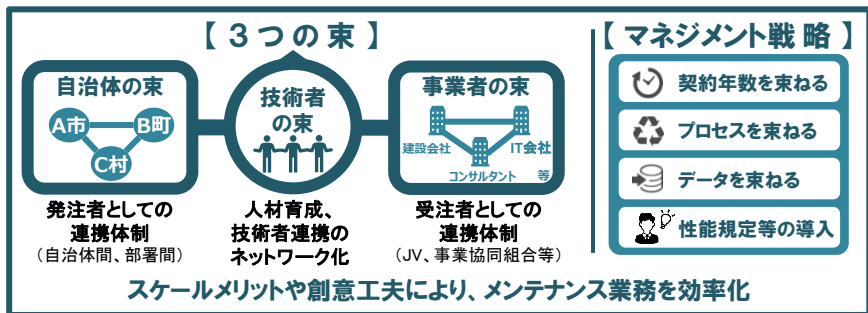 【 3つの束 】
自治体の束
A市
B町
C村
発注者としての
連携体制
（自治体間、部署間）
技術者
の束
人材育成、
技術者連携の
ネットワーク化
事業者の束
建設会社
IT会社
コンサルタント 等
受注者としての
連携体制
（JV、事業協同組合等）
【 マネジメント戦略 】
契約年数を束ねる
プロセスを束ねる
データを束ねる
性能規定等の導入
スケールメリットや創意工夫により、メンテナンス業務を効率化